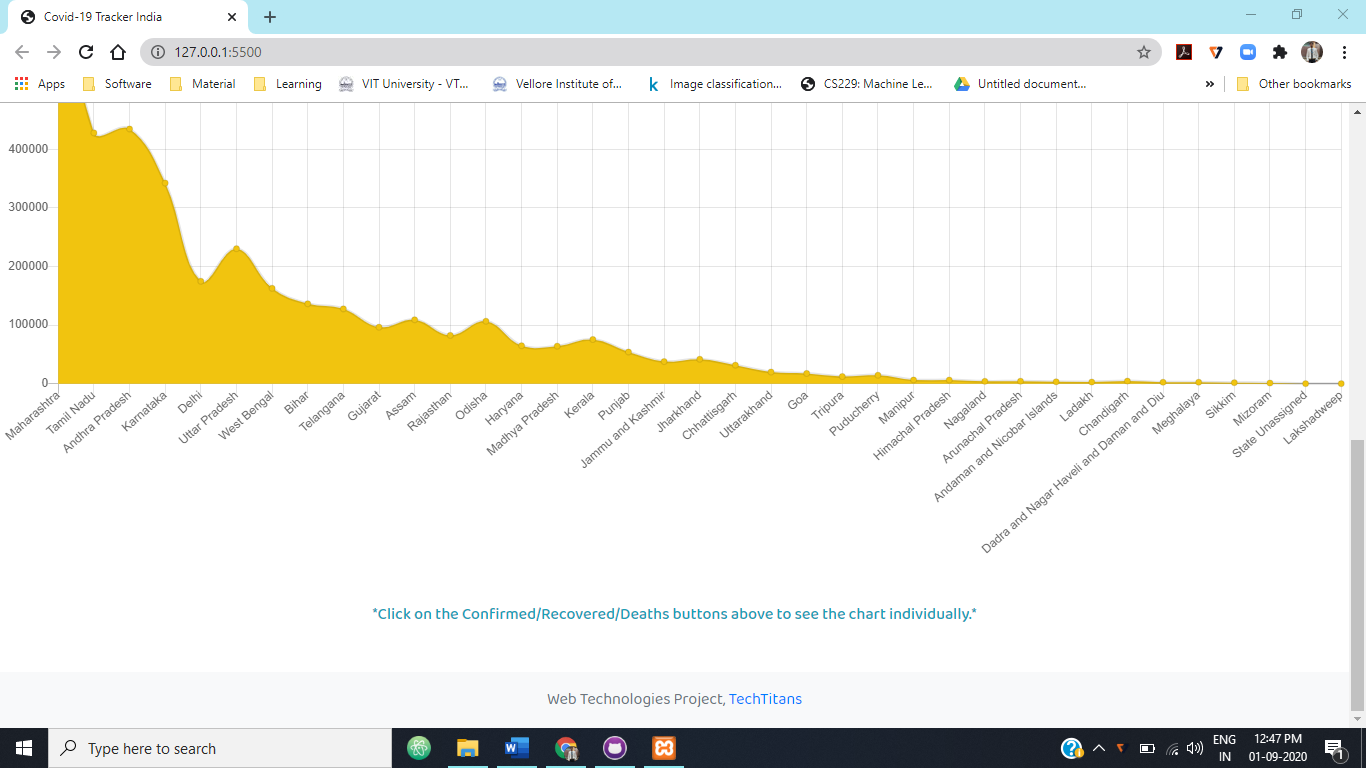 Covid-19 Tracker India
127.0.0.1:5500
Apps Software Material Learning VIT University - VT... Vellore Institute of... Image classification... CS229: Machine Le... Untitled document... » Other bookmarks
400000
300000
200000
100000
0
Maharashtra
Tamil Nadu
Andhra Pradesh
Karnataka
Delhi
Uttar Pradesh
West Bengal
Bihar
Telangana
Gujarat
Assam
Rajasthan
Odisha
Haryana
Madhya Pradesh
Kerala
Punjab
Jammu and Kashmir
Jharkhand
Chhattisgarh
Uttarakhand
Goa
Tripura
Puducherry
Manipur
Himachal Pradesh
Nagaland
Arunachal Pradesh
Andaman and Nicobar Islands
Ladakh
Chandigarh
Dadra and Nagar Haveli and Daman and Diu
Meghalaya
Sikkim
Mizoram
State Unassigned
Lakshadweep
*Click on the Confirmed/Recovered/Deaths buttons above to see the chart individually.*
Web Technologies Project, TechTitans
Type here to search
ENG 12:47 PM
IN 01-09-2020 1